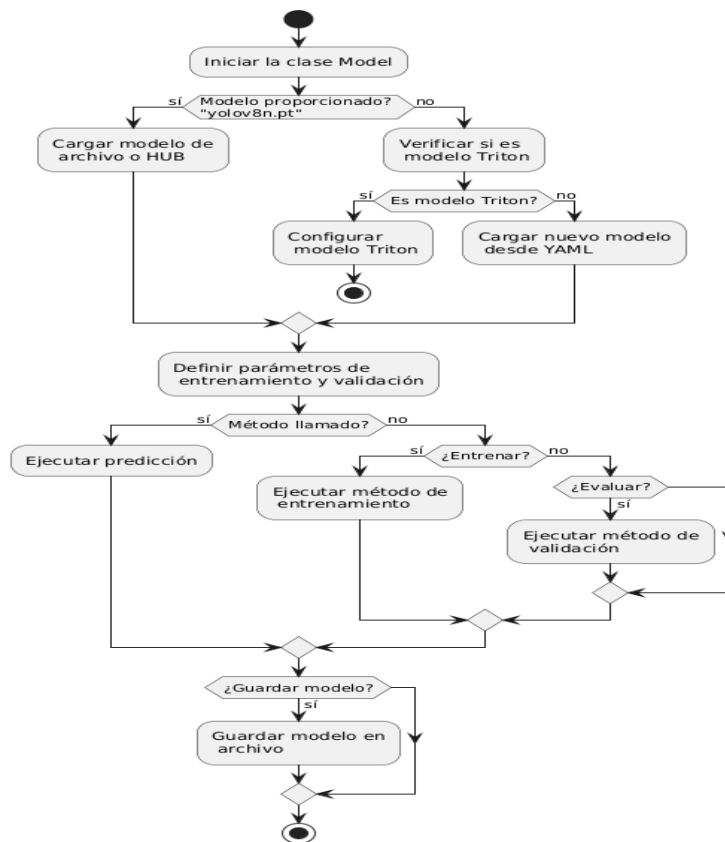 Iniciar la clase Model
sí
Modelo proporcionado?
"yolov8n.pt"
no
Cargar modelo de
archivo o HUB
Verificar si es
modelo Triton
sí
Es modelo Triton?
no
Configurar
modelo Triton
Cargar nuevo modelo
desde YAML
Definir parámetros de
entrenamiento y validación
sí
Método llamado?
no
Ejecutar predicción
sí
¿Entrenar?
no
Ejecutar método de
entrenamiento
¿Evaluar?
sí
Ejecutar método de
validación
¿Guardar modelo?
sí
Guardar modelo en
archivo